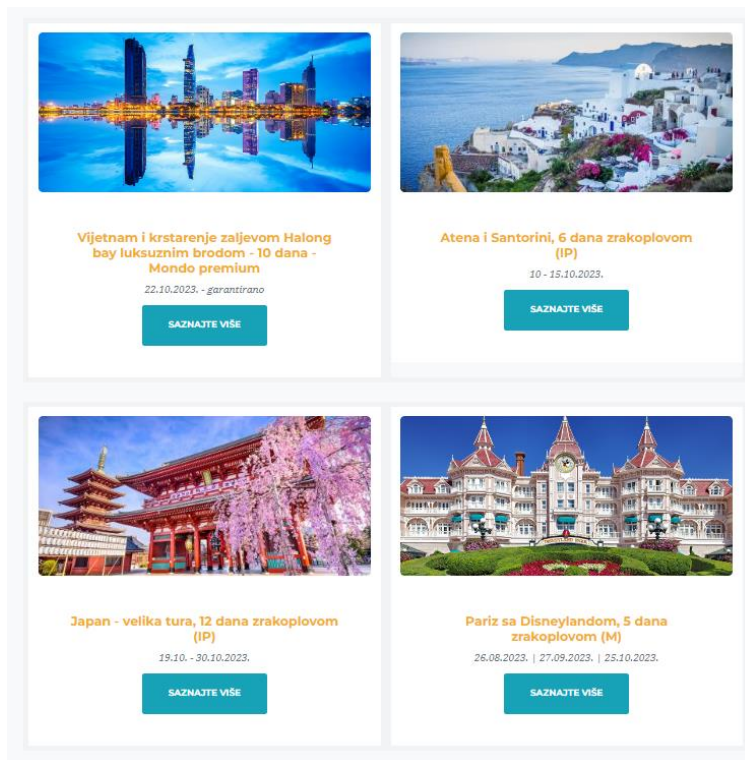 Vijetnam i krstarenje zaljevom Halong
bay luksuznim brodom - 10 dana -
Mondo premium
22.10.2023. - garantirano
SAZNAJTE VIŠE
Atena i Santorini, 6 dana zrakoplovom
(IP)
10 - 15.10.2023.
SAZNAJTE VIŠE
Japan - velika tura, 12 dana zrakoplovom
(IP)
19.10. - 30.10.2023.
SAZNAJTE VIŠE
Pariz sa Disneylandom, 5 dana
zrakoplovom (M)
26.08.2023. | 27.09.2023. | 25.10.2023.
SAZNAJTE VIŠE